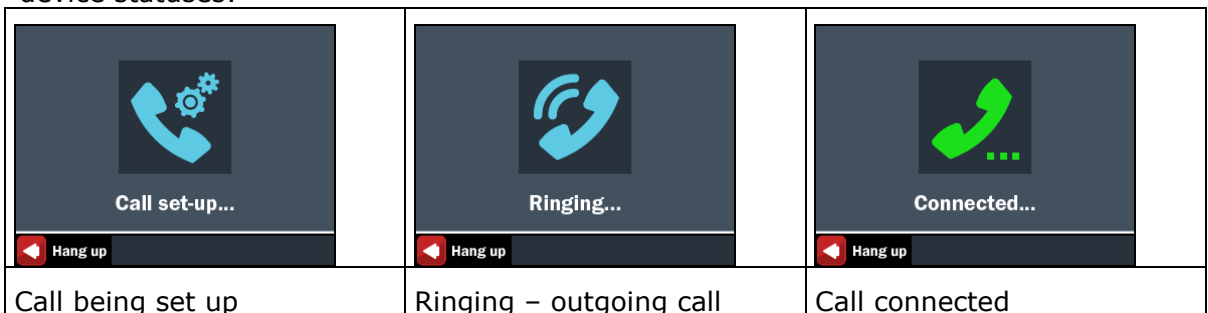 device statuses:
Call set-up...
Hang up
Ringing...
Hang up
Connected...
Hang up
Call being set up
Ringing – outgoing call
Call connected